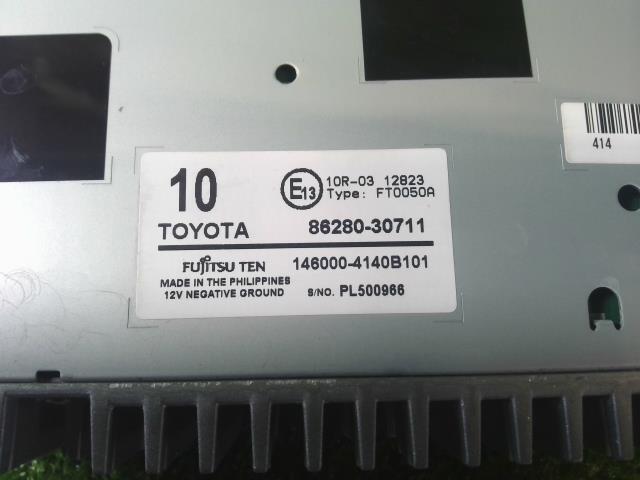 10
E13
10R-03 12823
Type: FT0050A
TOYOTA 86280-30711
FUJITSU TEN 146000-4140B101
MADE IN THE PHILIPPINES
12V NEGATIVE GROUND S/NO. PL500966
414